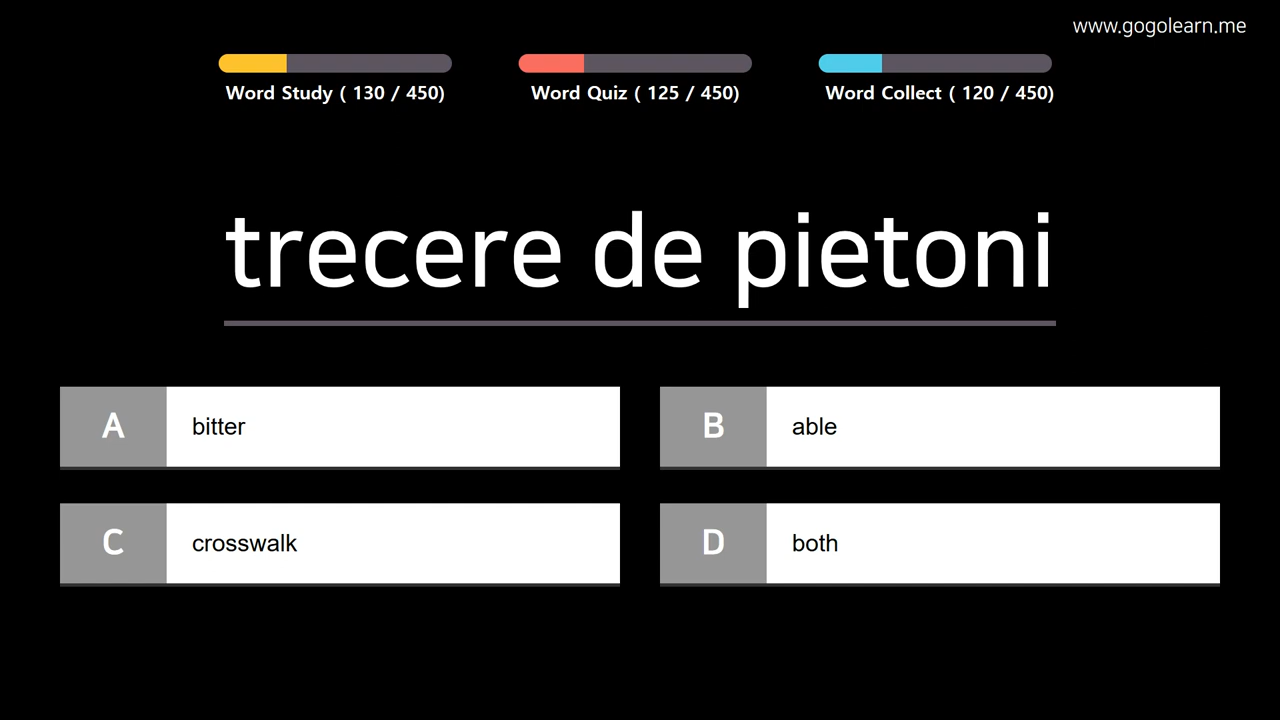 www.gogolearn.me
Word Study ( 130 / 450)
Word Quiz ( 125 / 450)
Word Collect ( 120 / 450)
trecere de pietoni
A bitter
B able
C crosswalk
D both